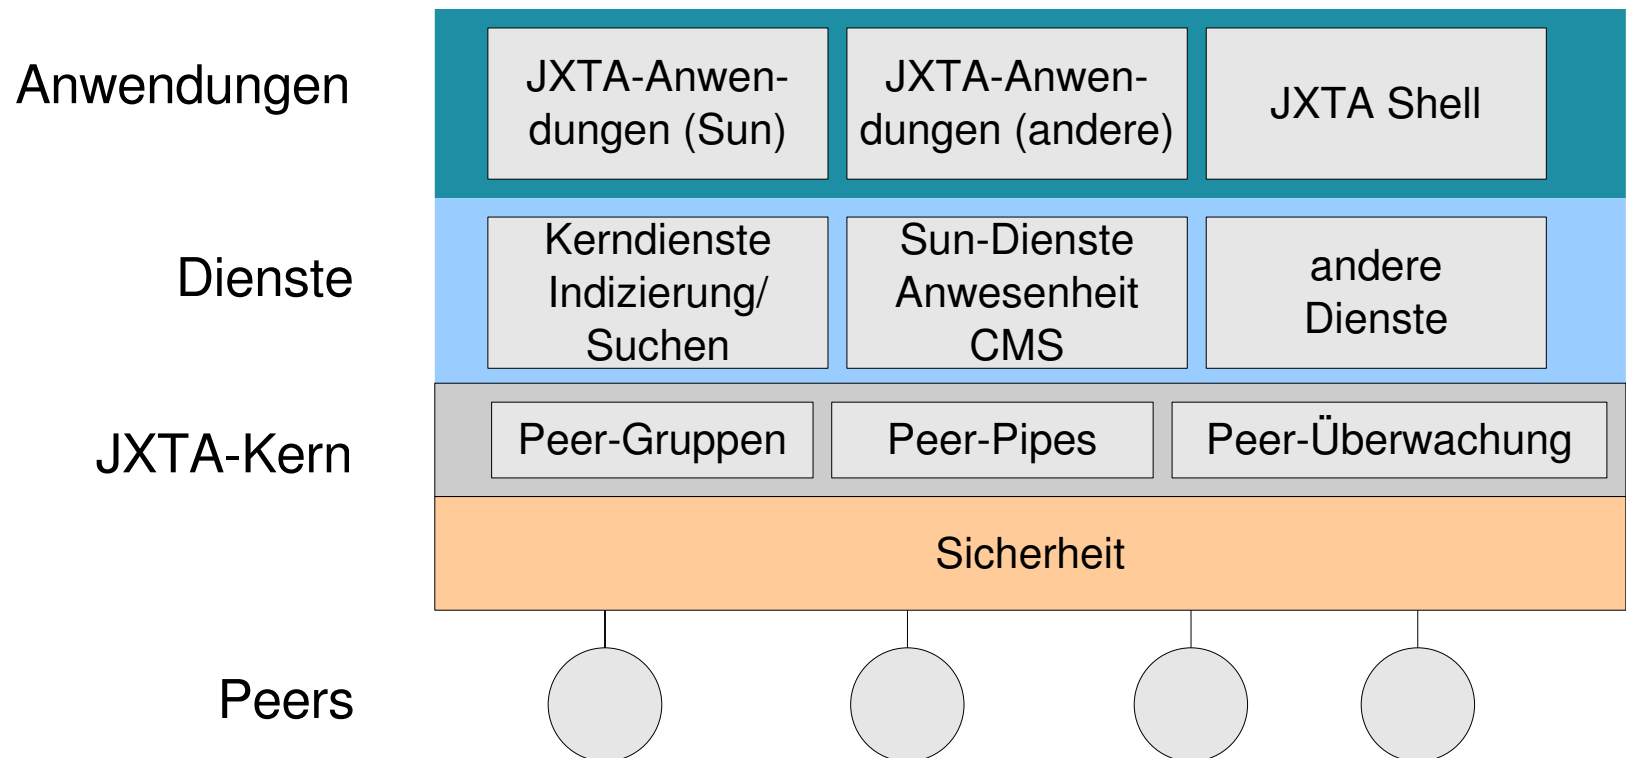 Anwendungen
JXTA-Anwen-
dungen (Sun)
JXTA-Anwen-
dungen (andere)
JXTA Shell
Dienste
Kerndienste
Indizierung/
Suchen
Sun-Dienste
Anwesenheit
CMS
andere
Dienste
JXTA-Kern
Peer-Gruppen
Peer-Pipes
Peer-Überwachung
Sicherheit
Peers